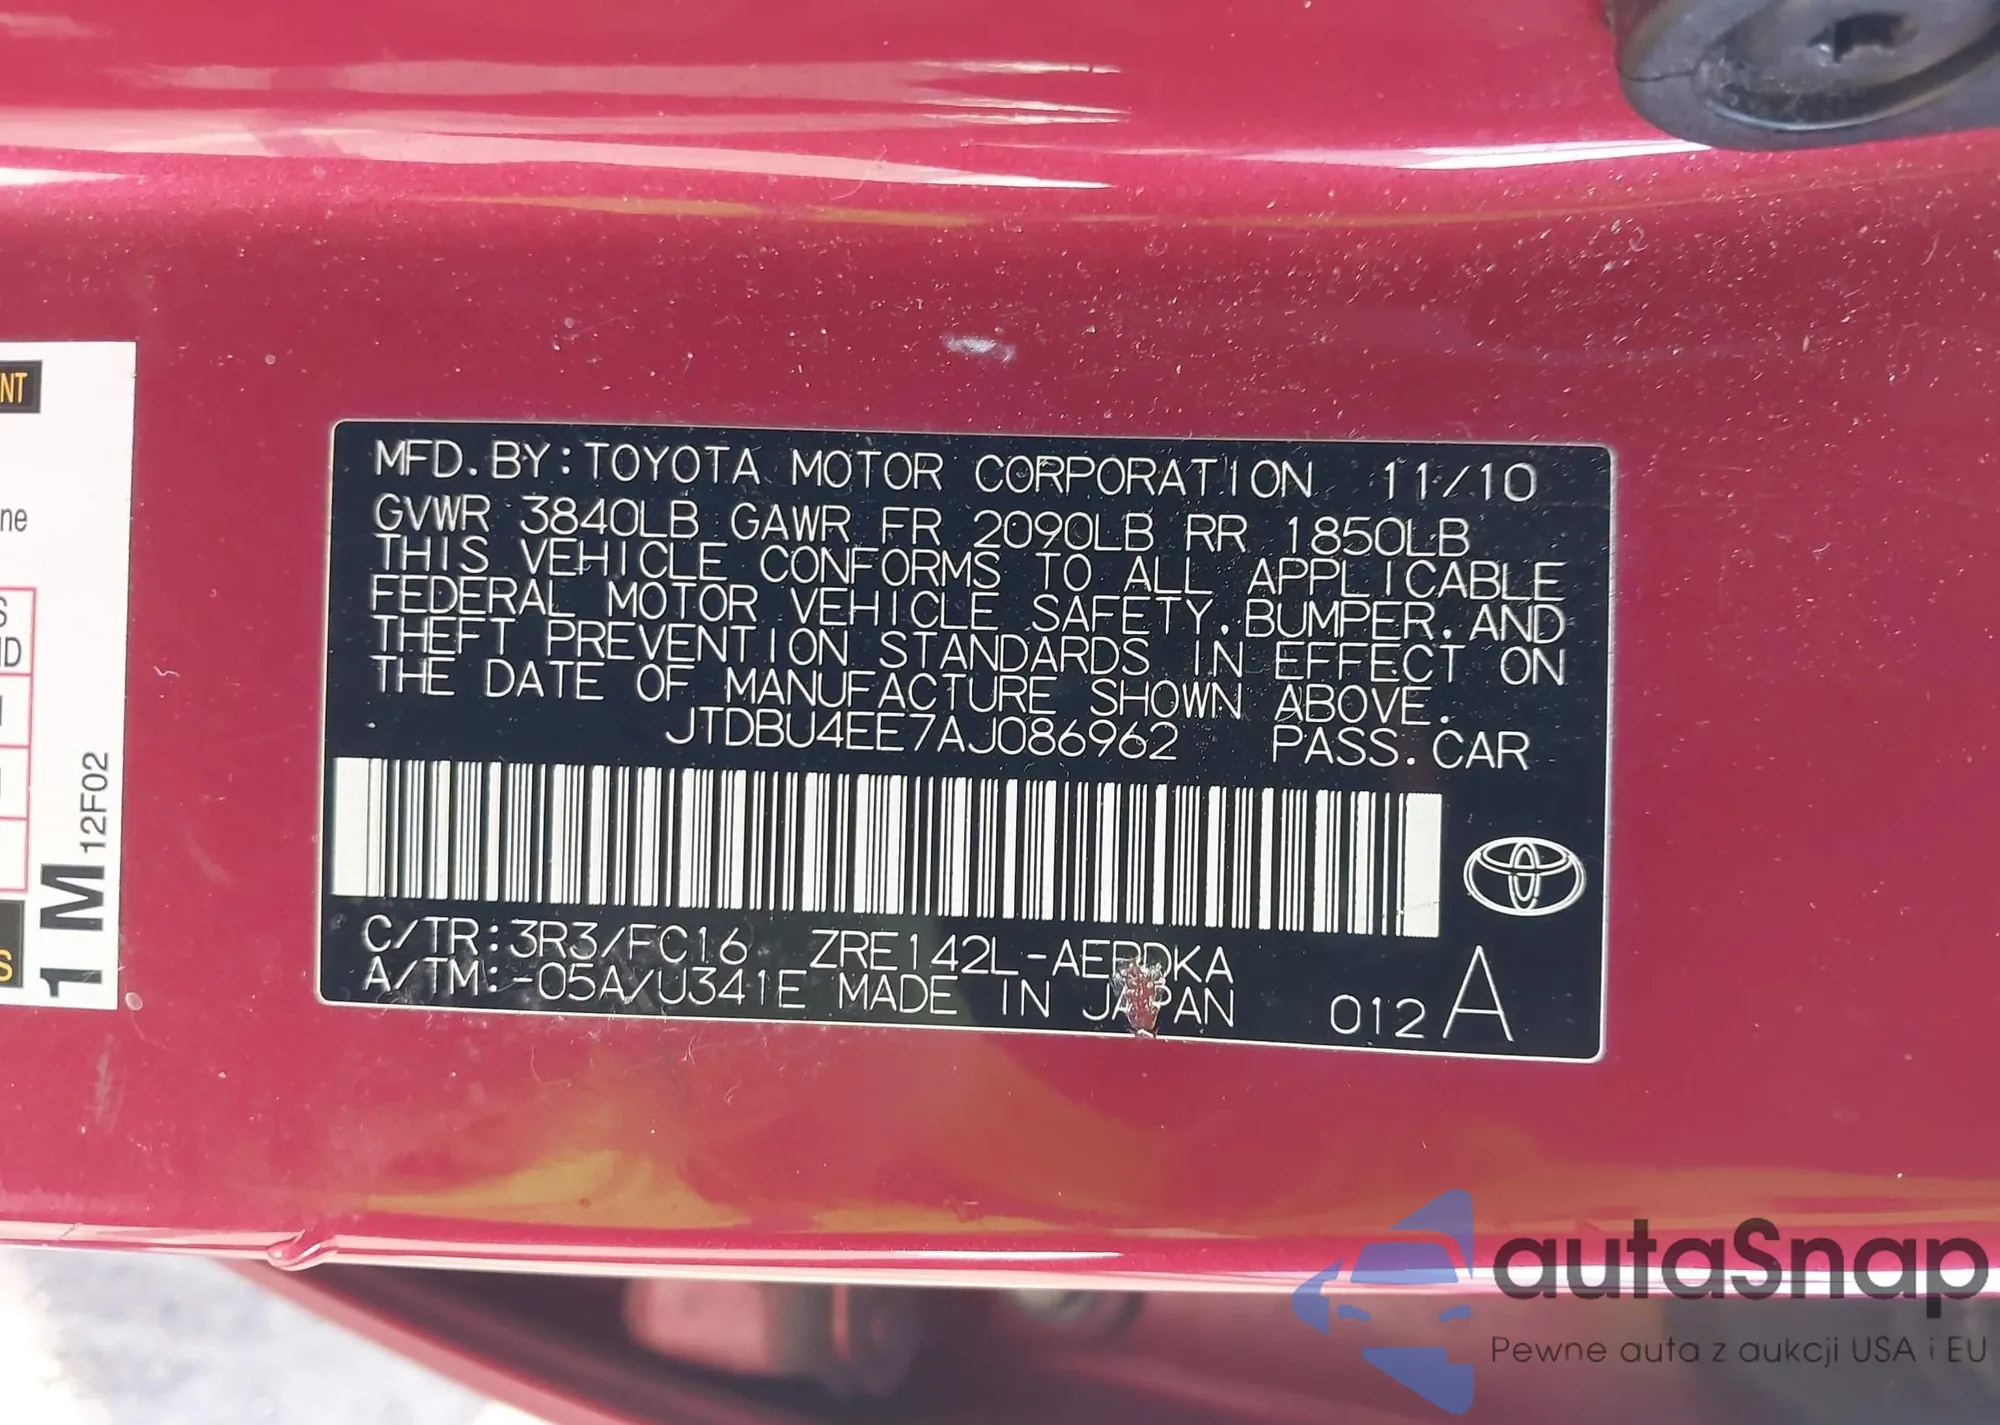 MFD. BY: TOYOTA MOTOR CORPORATION 11/10
GVWR 3840LB GAWR FR 2090LB RR 1850LB
THIS VEHICLE CONFORMS TO ALL APPLICABLE
FEDERAL MOTOR VEHICLE SAFETY, BUMPER, AND
THEFT PREVENTION STANDARDS IN EFFECT ON
THE DATE OF MANUFACTURE SHOWN ABOVE.
JTDBU4EE7AJ086962 PASS. CAR
C/TR: 3R3/FC16 ZRE142L-AEPDKA
A/TM: -05A/U341E MADE IN JAPAN 012 A
1 M 12F02
autaSnap
Pewne auta z aukcji USA i EU